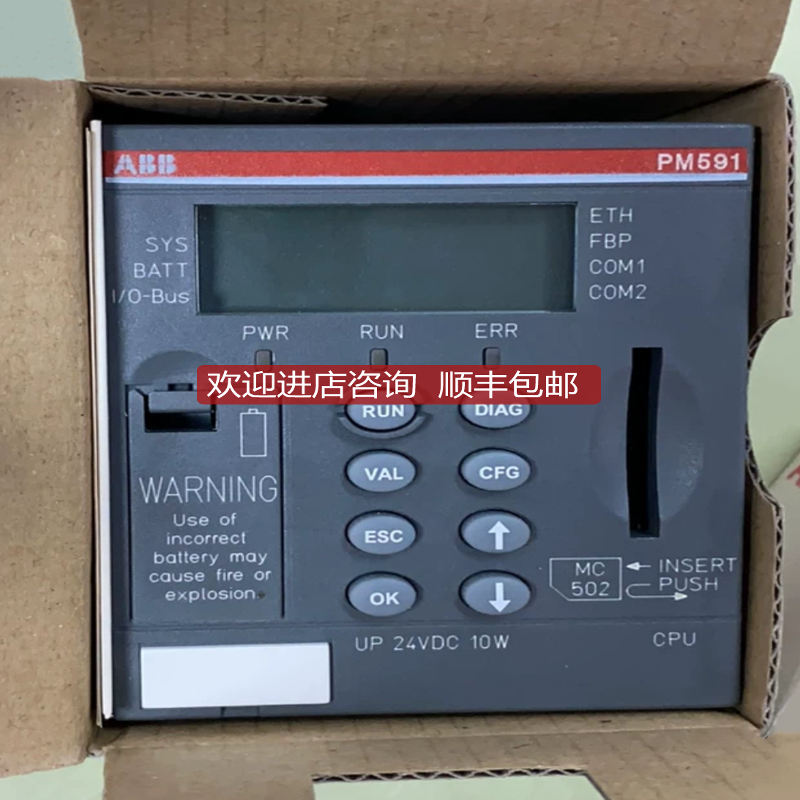 ABB
PM591
SYS
BATT
I/O-Bus
ETH
FBP
COM1
COM2
PWR
RUN
ERR
欢迎进店咨询 顺丰包邮
RUN
DIAG
VAL
CFG
ESC
OK
WARNING
Use of
incorrect
battery may
cause fire or
explosion.
MC
502
INSERT
PUSH
UP 24VDC 10W
CPU